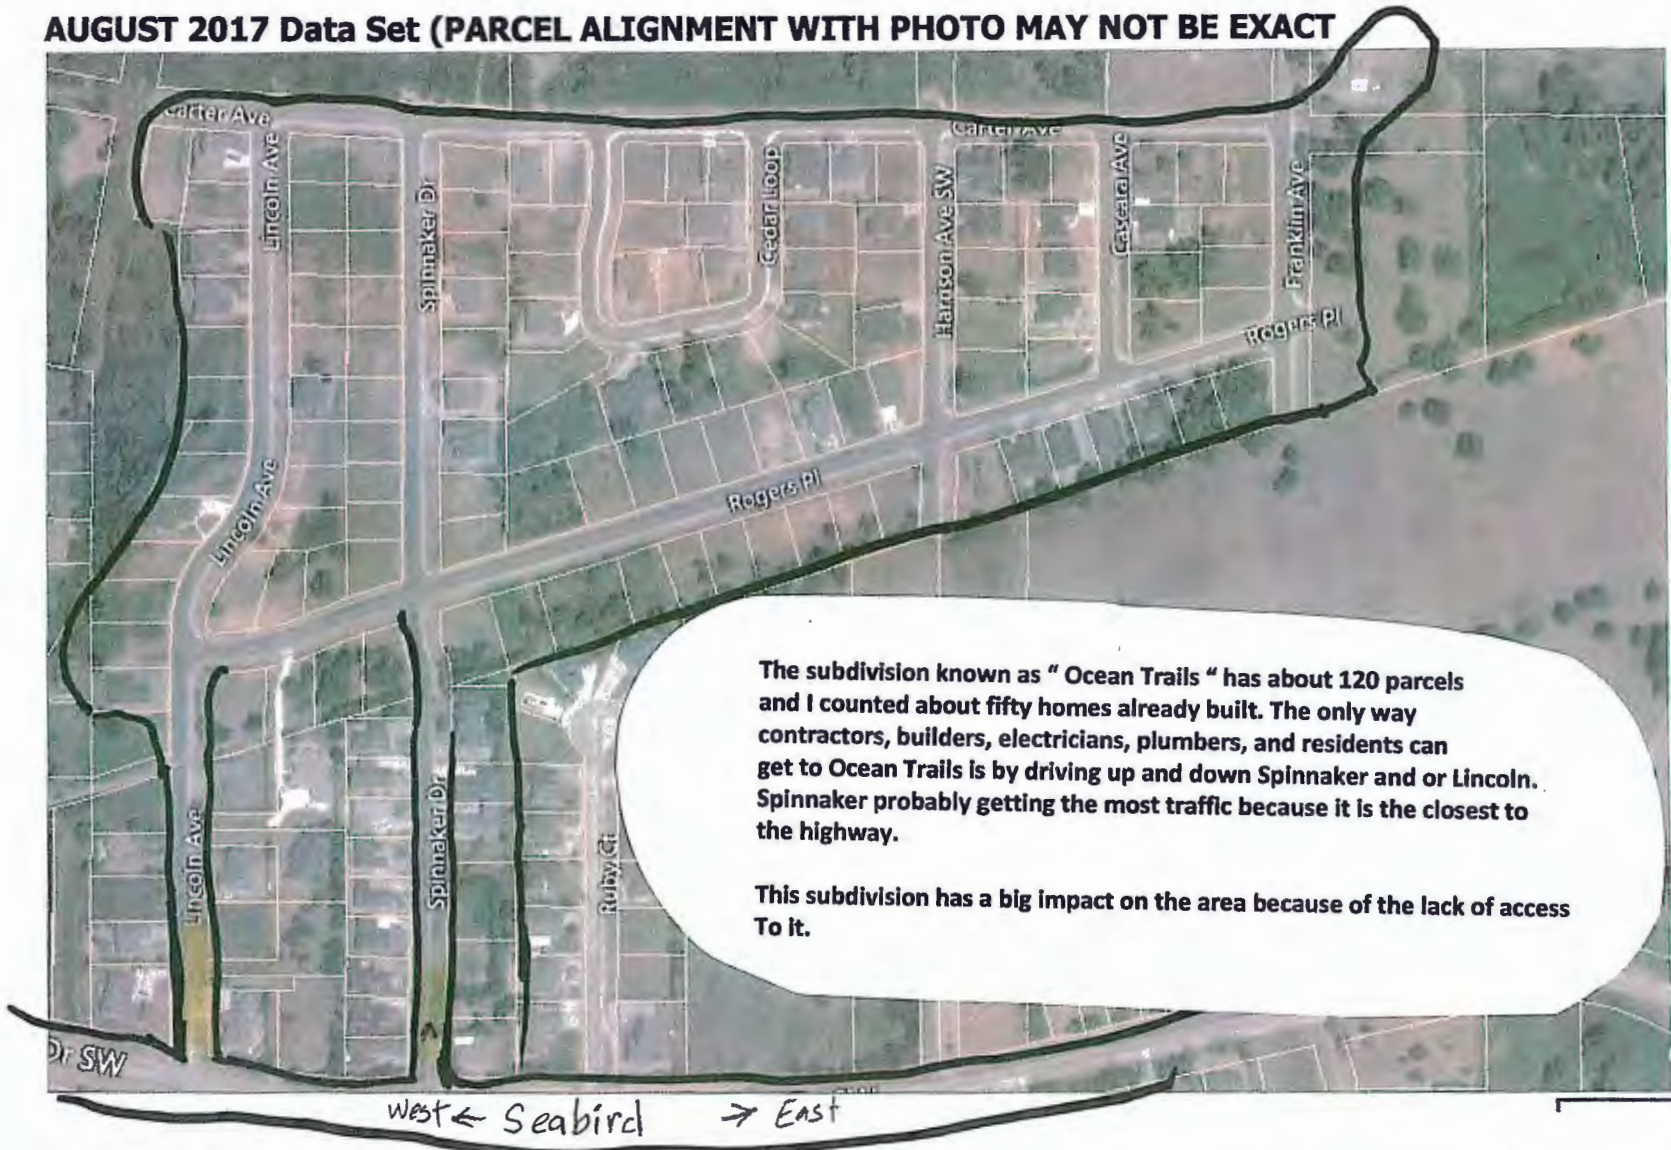 AUGUST 2017 Data Set (PARCEL ALIGNMENT WITH PHOTO MAY NOT BE EXACT
Carter Ave
Carter Ave
Lincoln Ave
Spinnaker Dr
Cedar Loop
Harrison Ave SW
Cascara Ave
Frankin Ave
Rogers Pl
Lincoln Ave
Rogers Pl
The subdivision known as " Ocean Trails " has about 120 parcels
and I counted about fifty homes already built. The only way
contractors, builders, electricians, plumbers, and residents can
get to Ocean Trails is by driving up and down Spinnaker and or Lincoln.
Spinnaker probably getting the most traffic because it is the closest to
the highway.
This subdivision has a big impact on the area because of the lack of access
To it.
Lincoln Ave
Spinnaker Dr
Ruby Ct
Dr SW
West ← Seabird → East